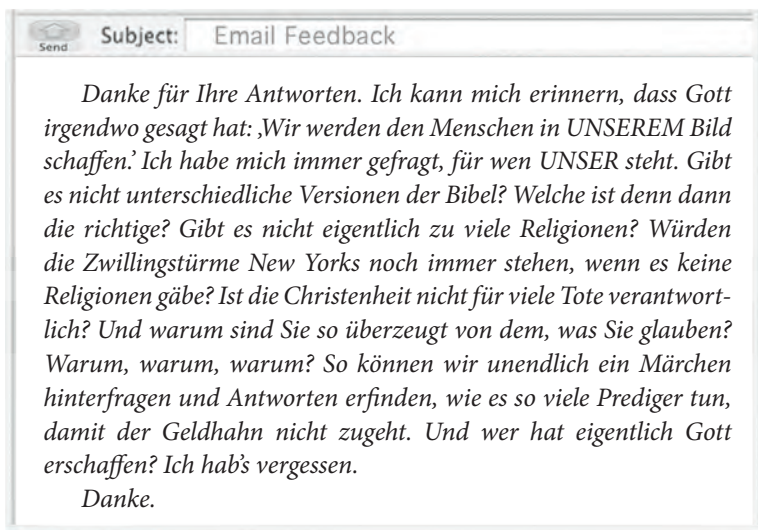 Send Subject: Email Feedback
Danke für Ihre Antworten. Ich kann mich erinnern, dass Gott
irgendwo gesagt hat: ‚Wir werden den Menschen in UNSEREM Bild
schaffen.’ Ich habe mich immer gefragt, für wen UNSER steht. Gibt
es nicht unterschiedliche Versionen der Bibel? Welche ist denn dann
die richtige? Gibt es nicht eigentlich zu viele Religionen? Würden
die Zwillingstürme New Yorks noch immer stehen, wenn es keine
Religionen gäbe? Ist die Christenheit nicht für viele Tote verantwort-
lich? Und warum sind Sie so überzeugt von dem, was Sie glauben?
Warum, warum, warum? So können wir unendlich ein Märchen
hinterfragen und Antworten erfinden, wie es so viele Prediger tun,
damit der Geldhahn nicht zugeht. Und wer hat eigentlich Gott
erschaffen? Ich hab’s vergessen.
Danke.